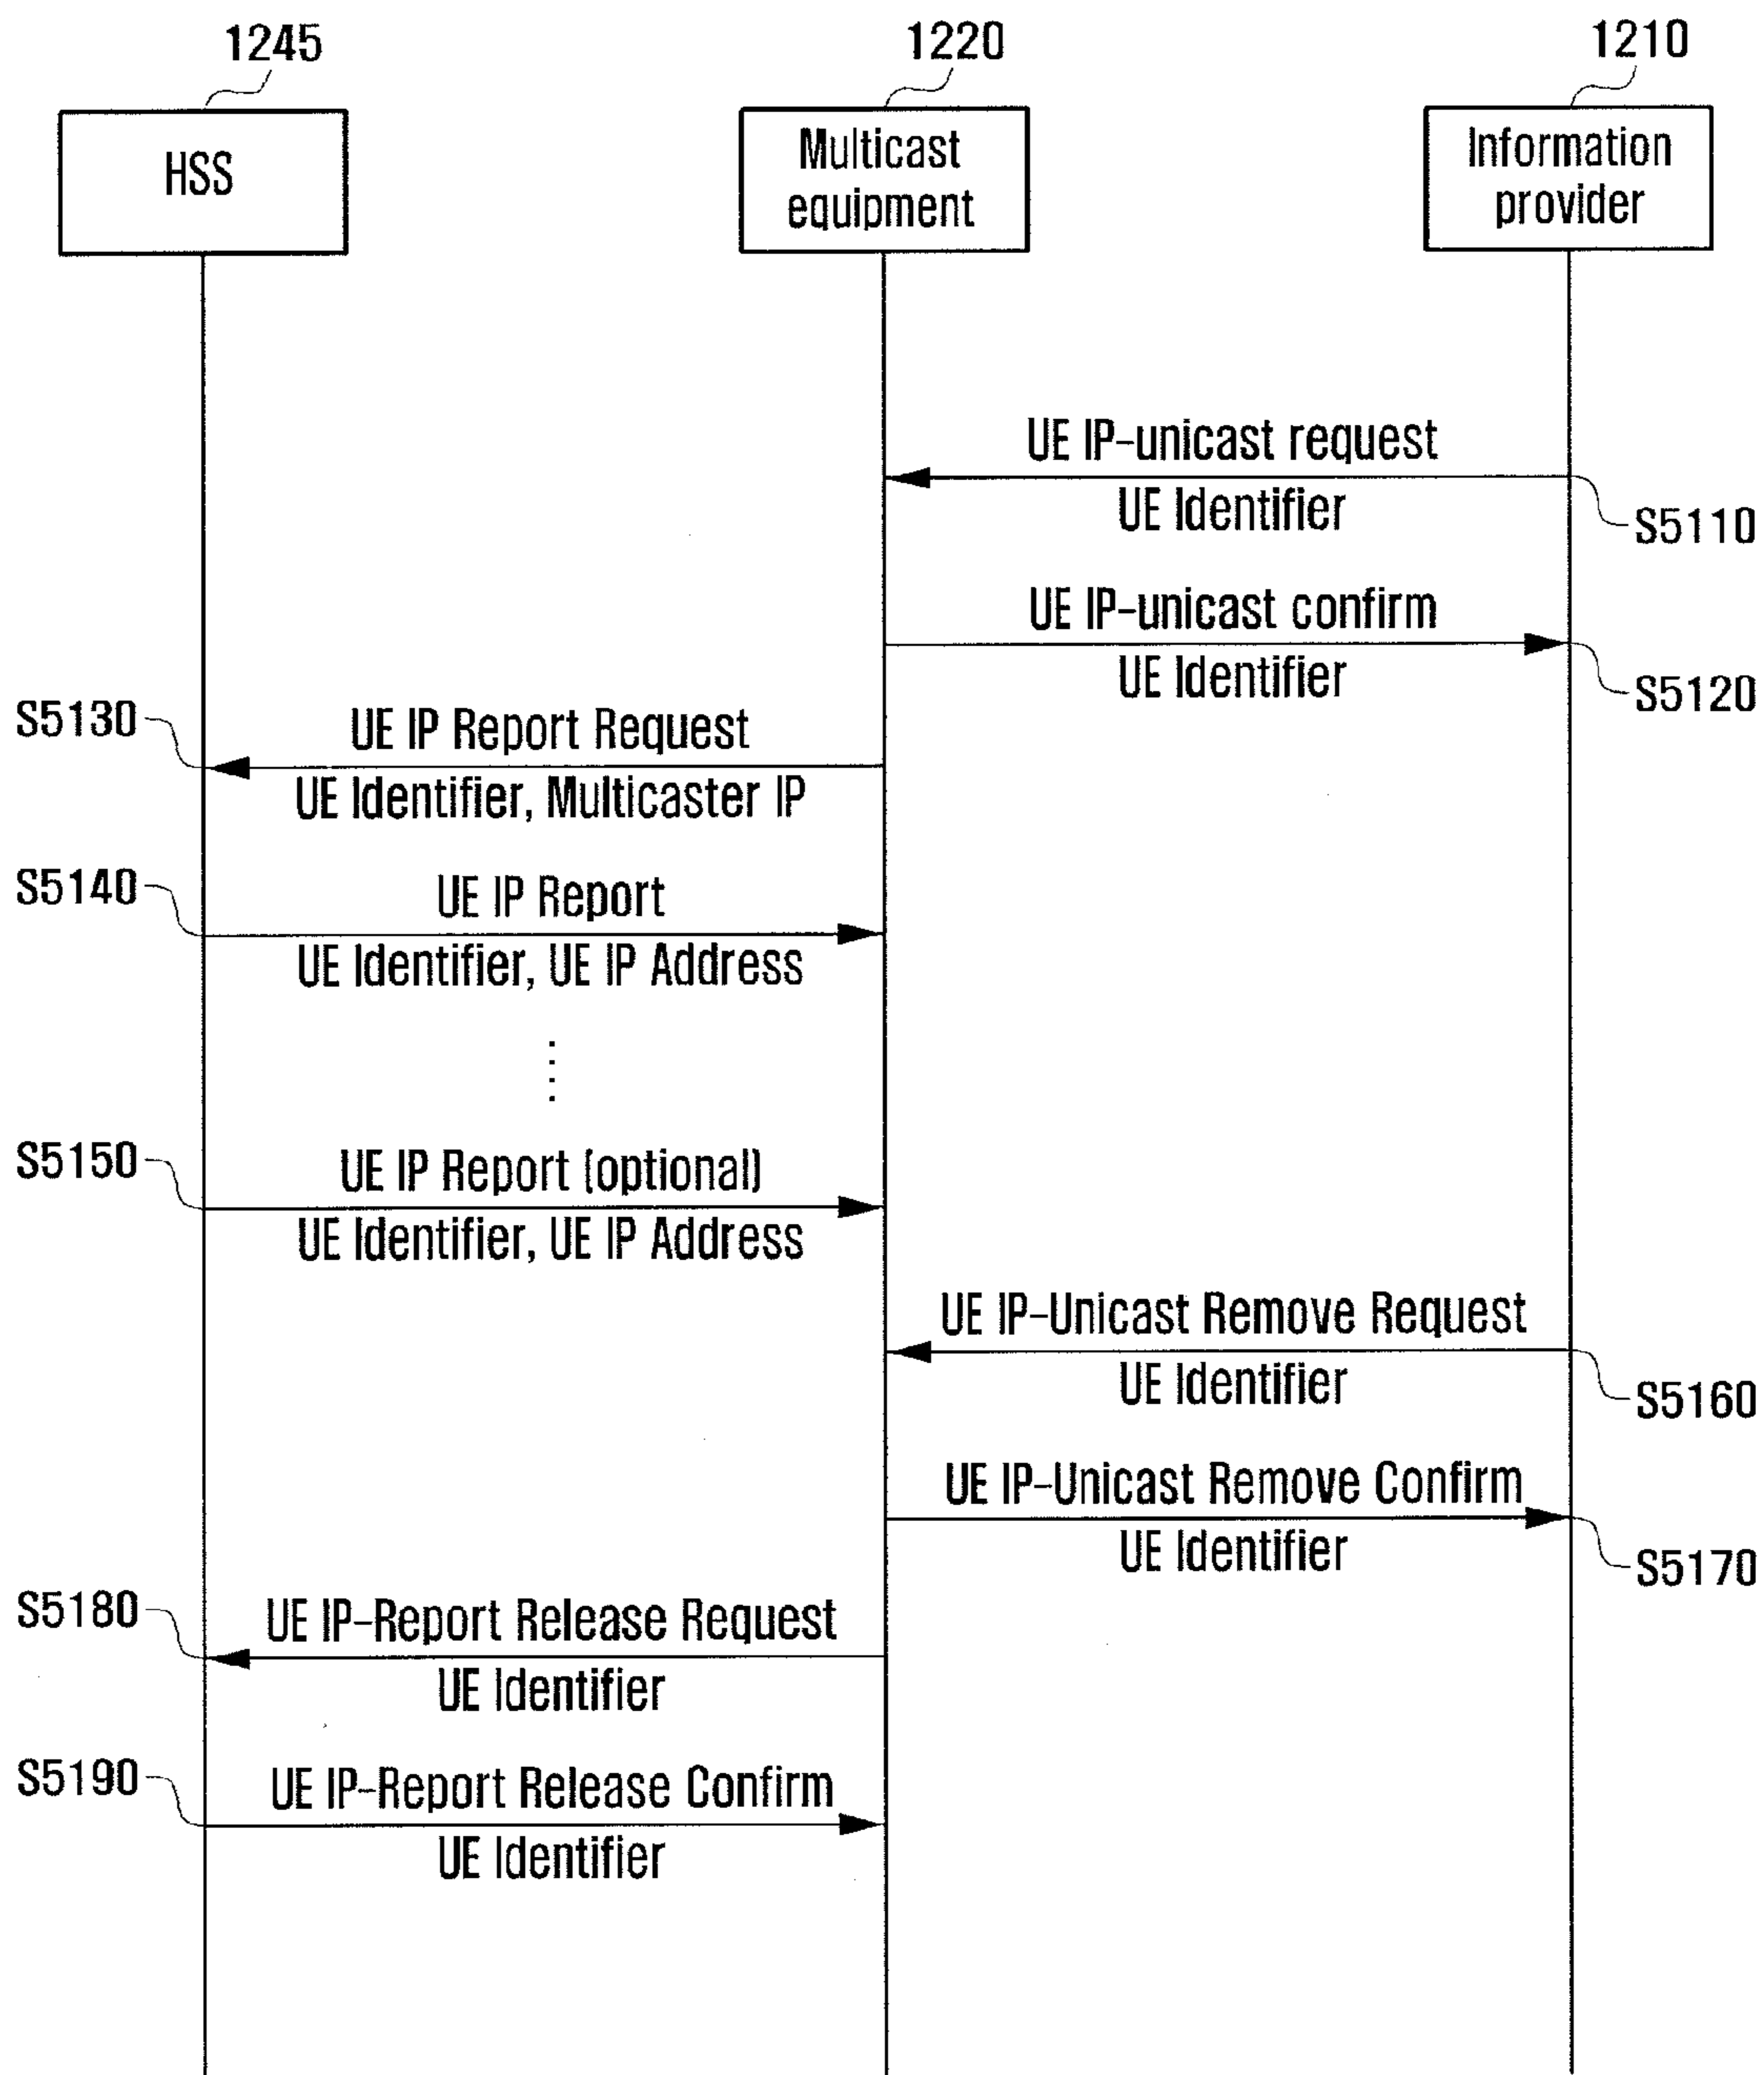 1245
1220
1210
HSS
Multicast
equipment
Information
provider
UE IP-unicast request
UE Identifier
S5110
UE IP-unicast confirm
UE Identifier
S5120
S5130
UE IP Report Request
UE Identifier, Multicaster IP
S5140
UE IP Report
UE Identifier, UE IP Address
S5150
UE IP Report (optional)
UE Identifier, UE IP Address
UE IP-Unicast Remove Request
UE Identifier
S5160
UE IP-Unicast Remove Confirm
UE Identifier
S5170
S5180
UE IP-Report Release Request
UE Identifier
S5190
UE IP-Report Release Confirm
UE Identifier